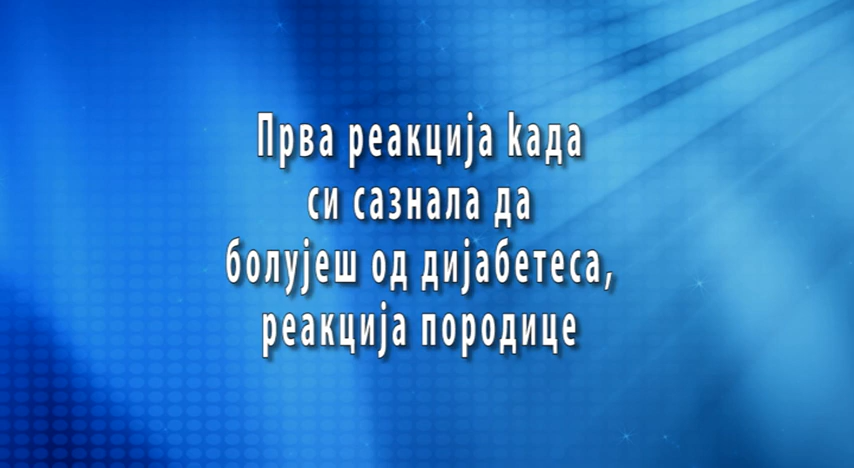 Прва реакција када
си сазнала да
болујеш од дијабетеса,
реакција породице